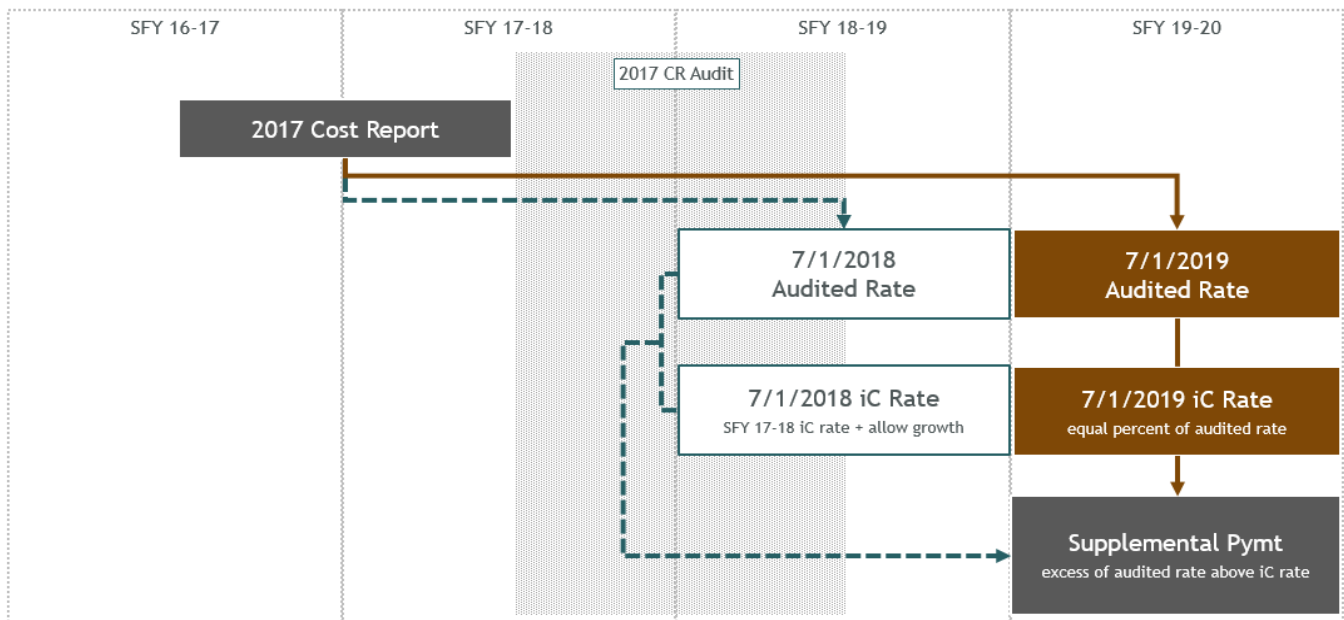 SFY 16-17
SFY 17-18
SFY 18-19
SFY 19-20
2017 CR Audit
2017 Cost Report
7/1/2018
Audited Rate
7/1/2019
Audited Rate
7/1/2018 iC Rate
SFY 17-18 iC rate + allow growth
7/1/2019 iC Rate
equal percent of audited rate
Supplemental Pymt
excess of audited rate above iC rate